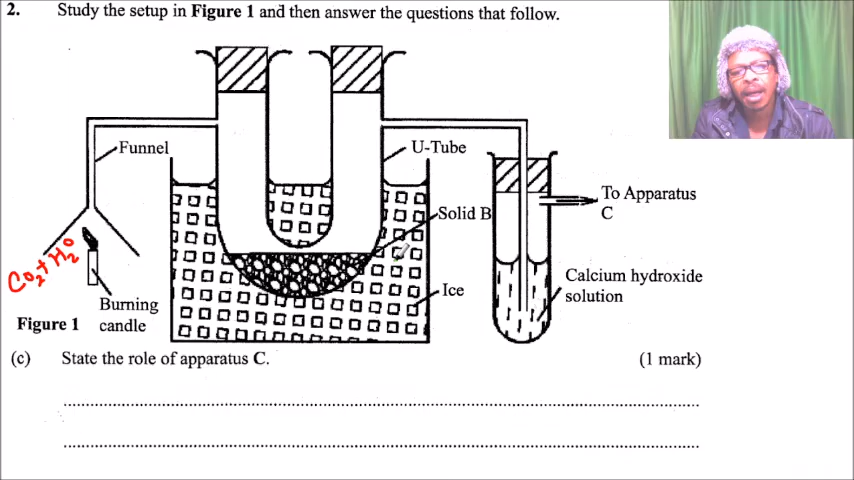 2. Study the setup in Figure 1 and then answer the questions that follow.
Funnel
U-Tube
To Apparatus
C
Solid B
CO2+H2O
Calcium hydroxide
solution
Ice
Burning
candle
Figure 1
(c) State the role of apparatus C. (1 mark)